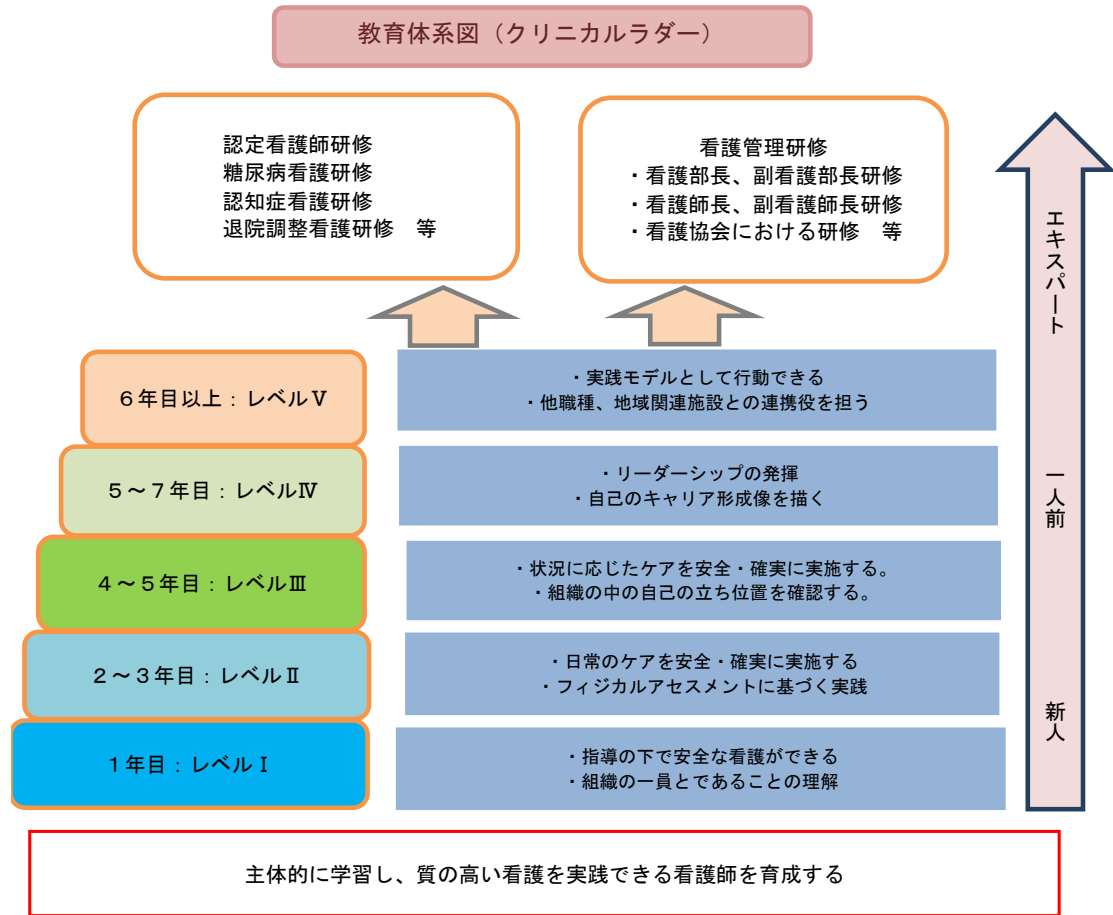 教育体系図（クリニカルラダー）
認定看護師研修
糖尿病看護研修
認知症看護研修
退院調整看護研修　等
看護管理研修
・看護部長、副看護部長研修
・看護師長、副看護師長研修
・看護協会における研修　等
エキスパート
一人前
新人
６年目以上：レベルⅤ
・実践モデルとして行動できる
・他職種、地域関連施設との連携役を担う
５～７年目：レベルⅣ
・リーダーシップの発揮
・自己のキャリア形成像を描く
４～５年目：レベルⅢ
・状況に応じたケアを安全・確実に実施する。
・組織の中の自己の立ち位置を確認する。
２～３年目：レベルⅡ
・日常のケアを安全・確実に実施する
・フィジカルアセスメントに基づく実践
１年目：レベルⅠ
・指導の下で安全な看護ができる
・組織の一員とであることの理解
主体的に学習し、質の高い看護を実践できる看護師を育成する